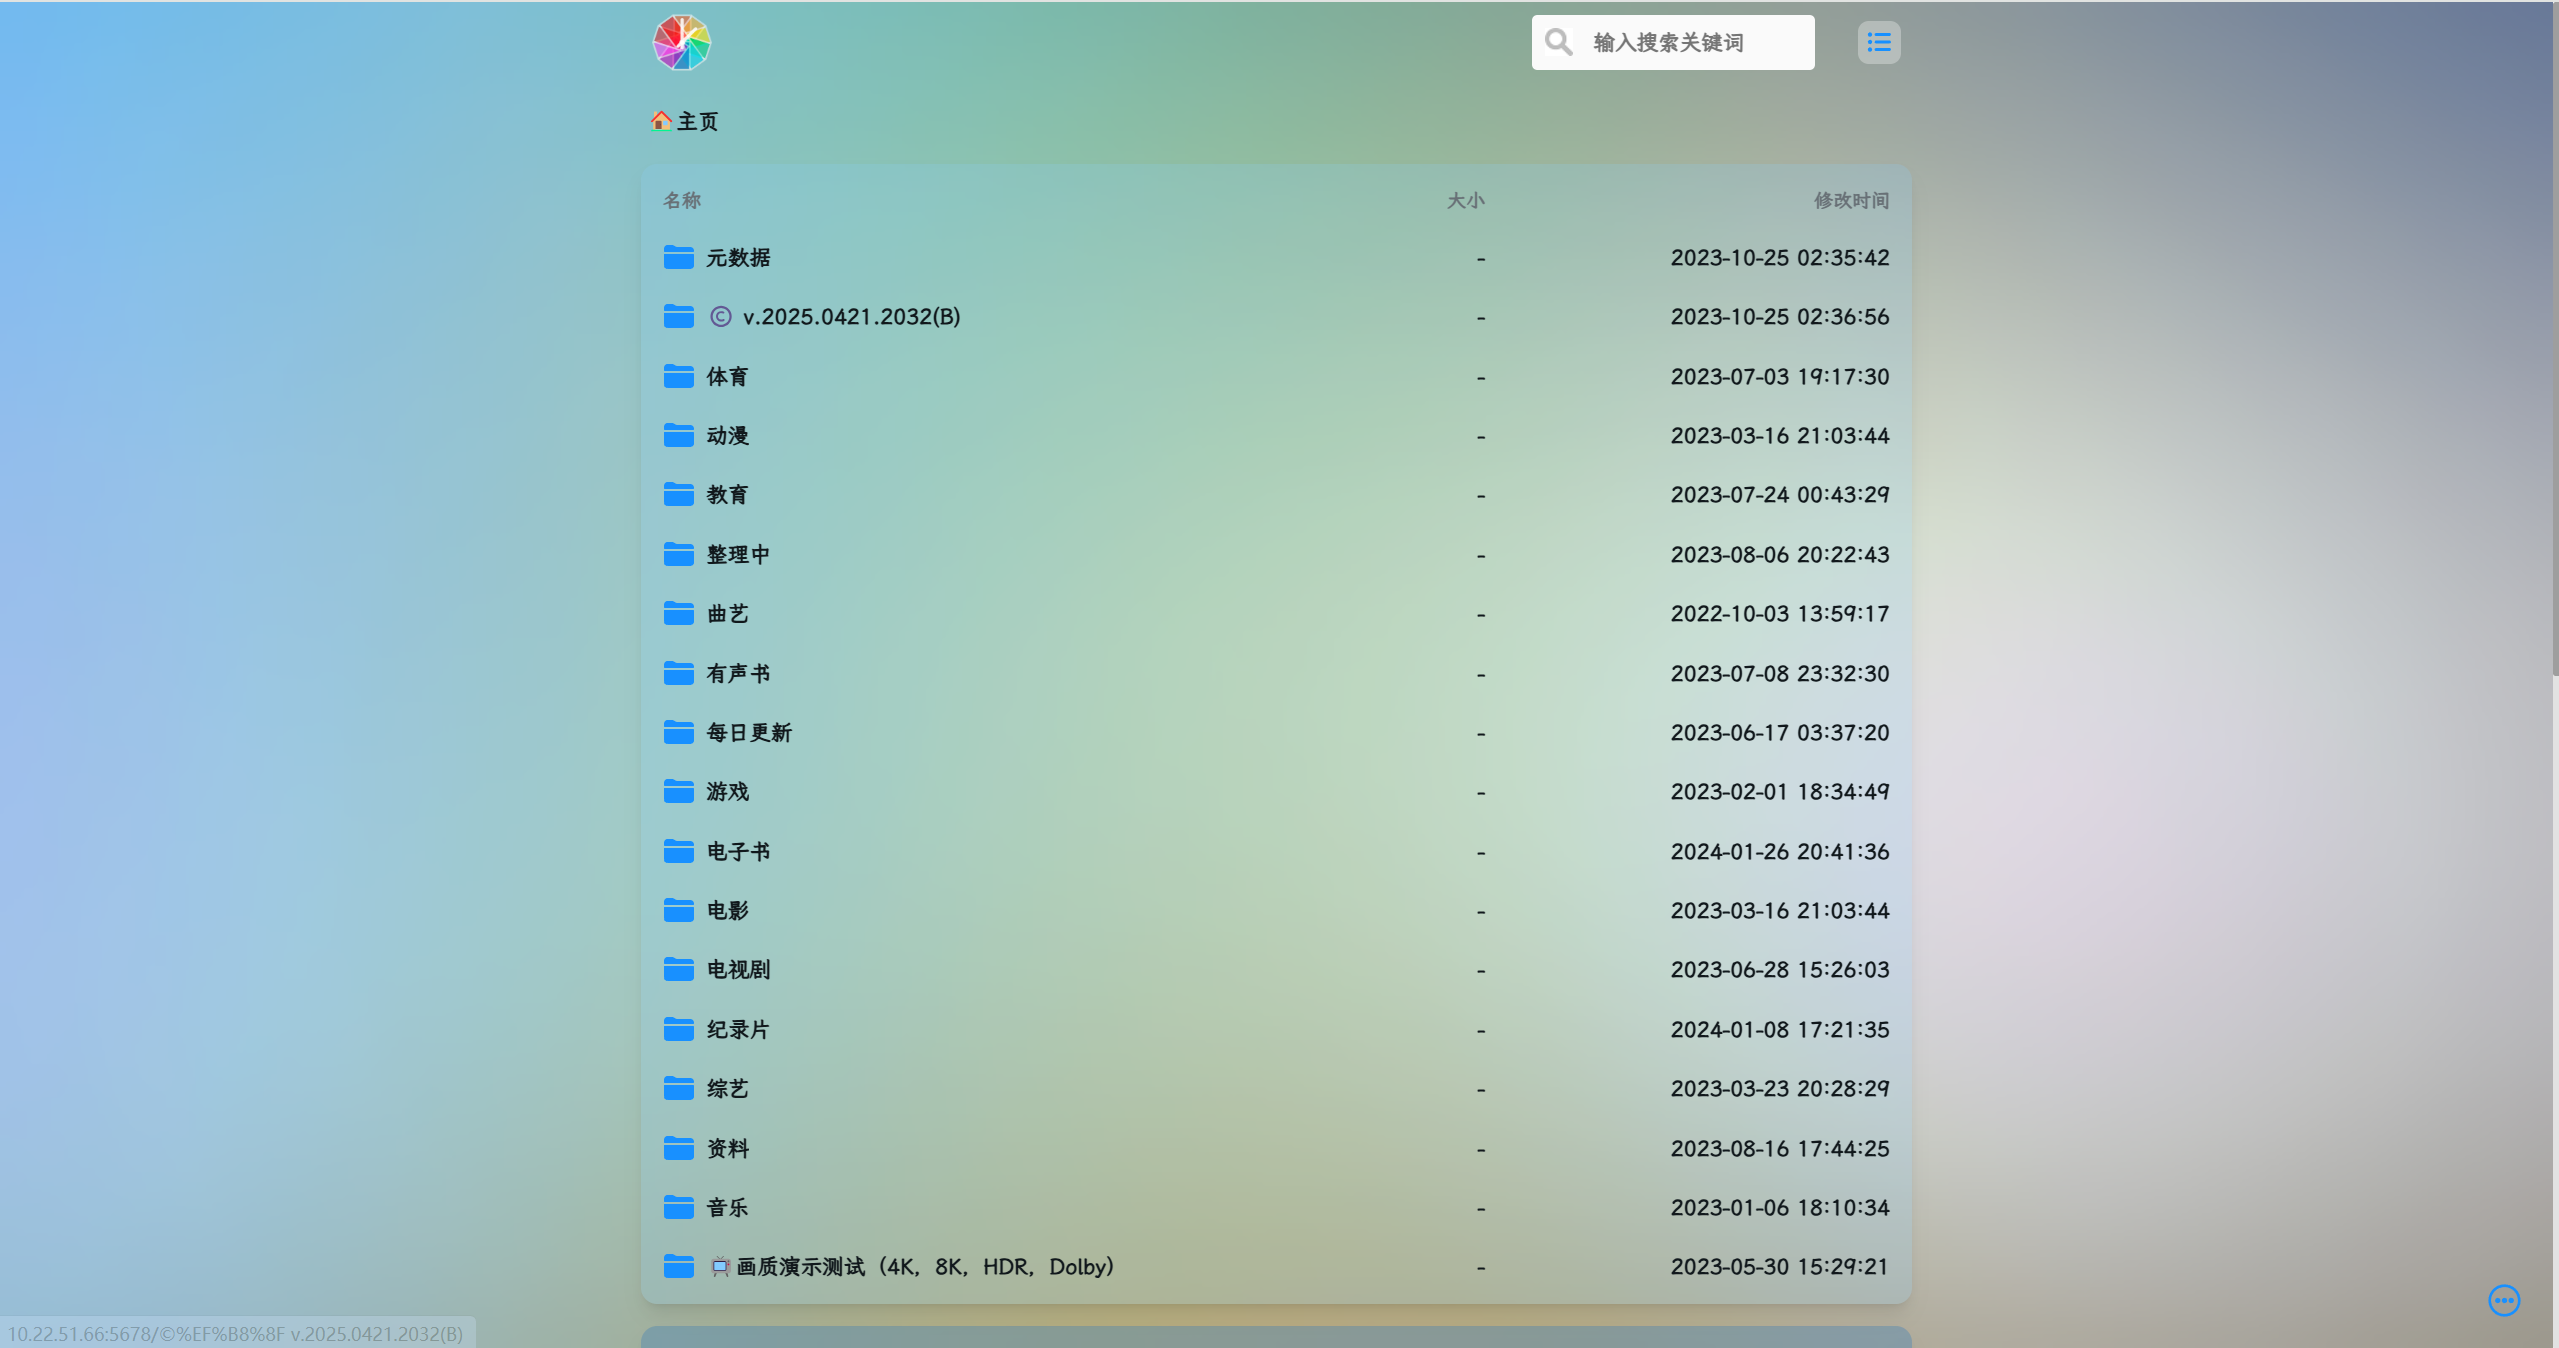 输入搜索关键词
🏠主页
名称 大小 修改时间
元数据 - 2023-10-25 02:35:42
©️ v.2025.0421.2032(B) - 2023-10-25 02:36:56
体育 - 2023-07-03 19:17:30
动漫 - 2023-03-16 21:03:44
教育 - 2023-07-24 00:43:29
整理中 - 2023-08-06 20:22:43
曲艺 - 2022-10-03 13:59:17
有声书 - 2023-07-08 23:32:30
每日更新 - 2023-06-17 03:37:20
游戏 - 2023-02-01 18:34:49
电子书 - 2024-01-26 20:41:36
电影 - 2023-03-16 21:03:44
电视剧 - 2023-06-28 15:26:03
纪录片 - 2024-01-08 17:21:35
综艺 - 2023-03-23 20:28:29
资料 - 2023-08-16 17:44:25
音乐 - 2023-01-06 18:10:34
📺画质演示测试（4K，8K，HDR，Dolby） - 2023-05-30 15:29:21
10.22.51.66:5678/©%EF%B8%8F v.2025.0421.2032(B)